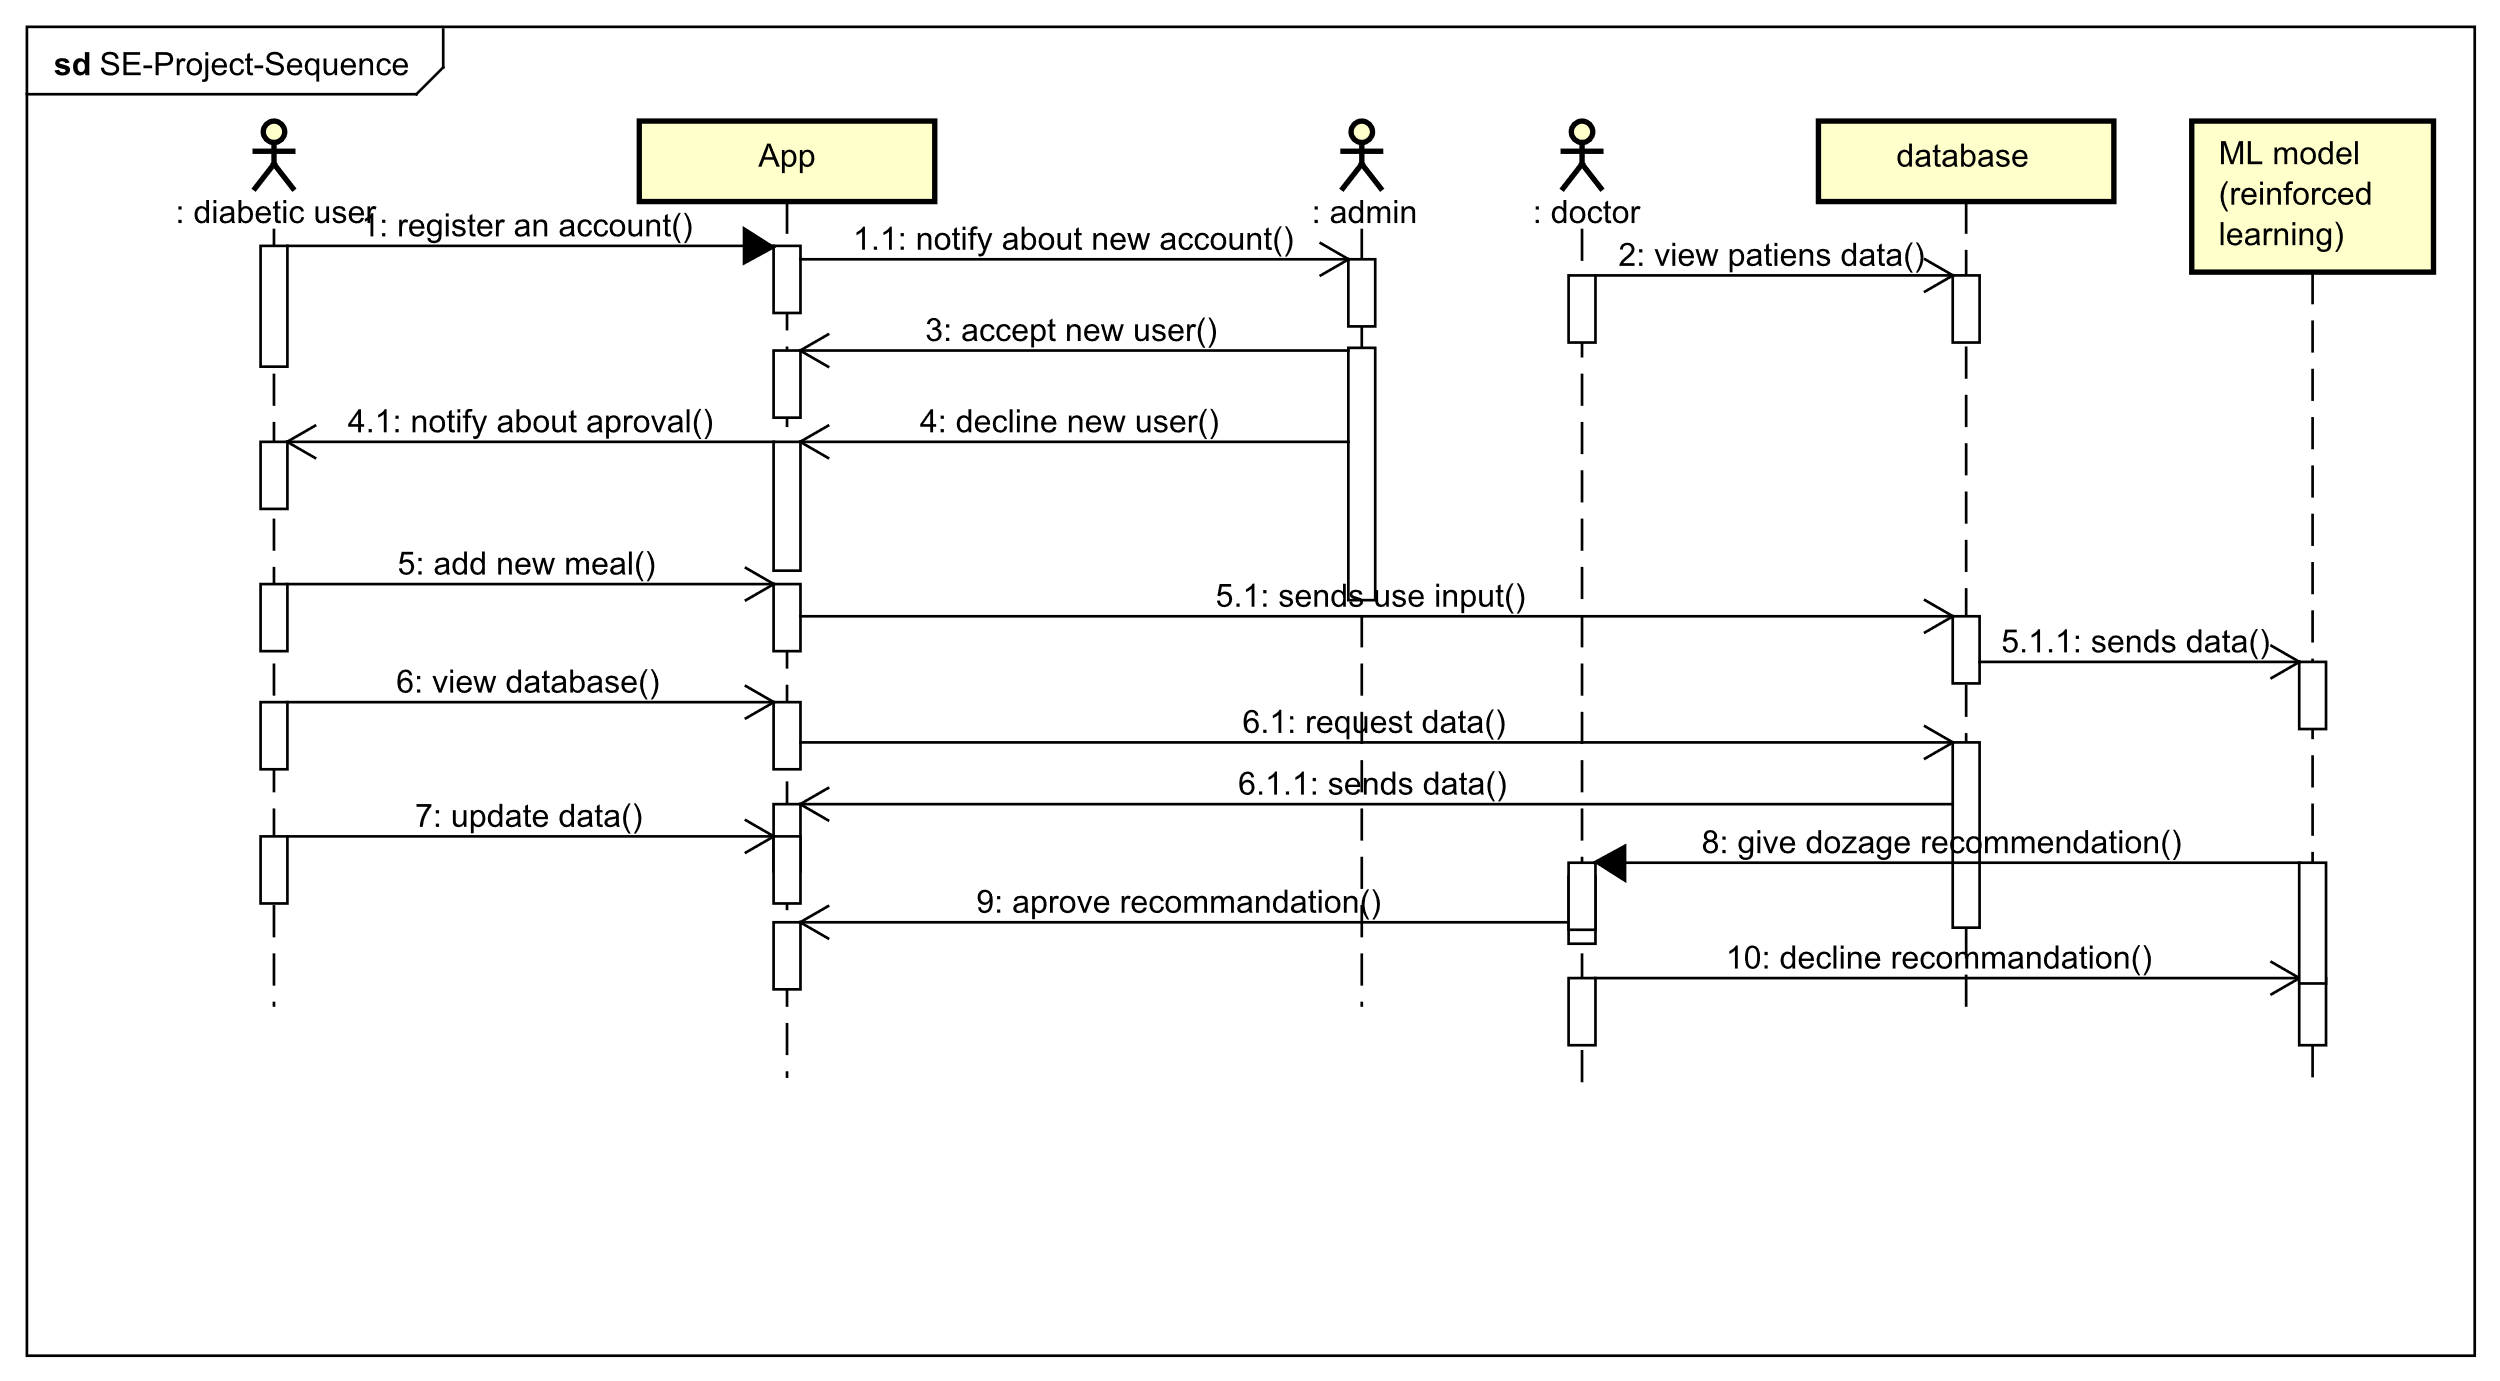 sd SE-Project-Sequence
: diabetic user
App
: admin
: doctor
database
ML model
(reinforced
learning)
1: register an account()
1.1: notify about new account()
2: view patiens data()
3: accept new user()
4.1: notify about aproval()
4: decline new user()
5: add new meal()
5.1: sends use input()
5.1.1: sends data()
6: view database()
6.1: request data()
6.1.1: sends data()
7: update data()
8: give dozage recommendation()
9: aprove recommandation()
10: decline recommandation()